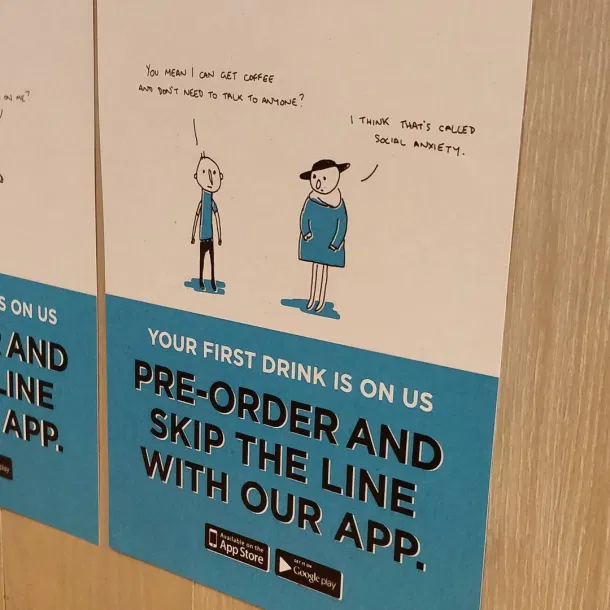 ON ME?
YOU MEAN I CAN GET COFFEE
AND DON'T NEED TO TALK TO ANYONE?
I THINK THAT'S CALLED
SOCIAL ANXIETY.
S ON US
AND
LINE
APP.
play
YOUR FIRST DRINK IS ON US
PRE-ORDER AND
SKIP THE LINE
WITH OUR APP.
Available on the
App Store
GET IT ON
Google play